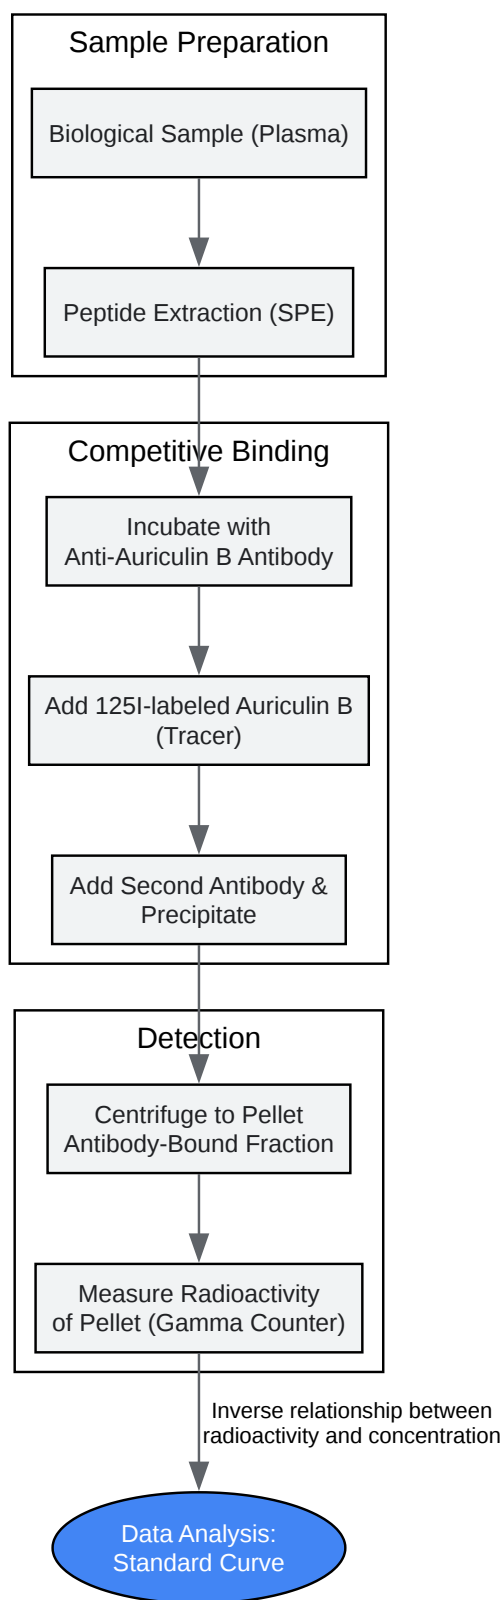 Sample Preparation
Biological Sample (Plasma)
Peptide Extraction (SPE)
Competitive Binding
Incubate with
Anti-Auriculin B Antibody
Add 125I-labeled Auriculin B
(Tracer)
Add Second Antibody &
Precipitate
Detection
Centrifuge to Pellet
Antibody-Bound Fraction
Measure Radioactivity
of Pellet (Gamma Counter)
Inverse relationship between
radioactivity and concentration
Data Analysis:
Standard Curve